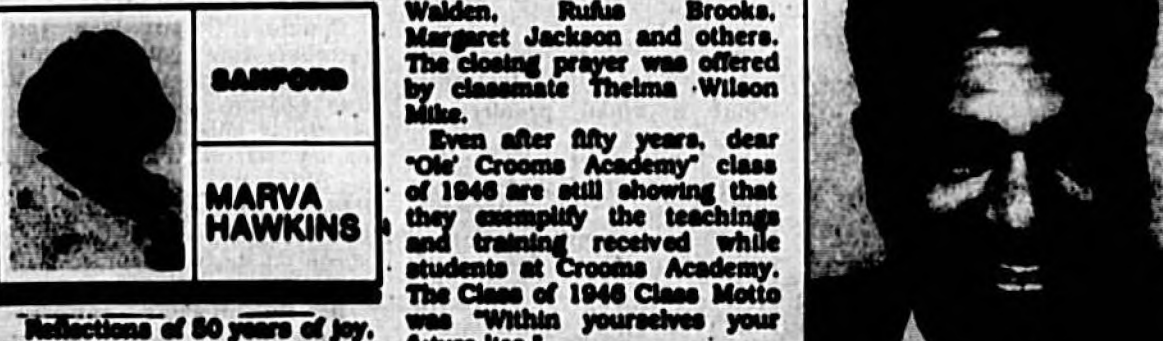 SANFORD
MARVA
HAWKINS
Reflections of 50 years of joy,
Walden, Rufus Brooks,
Margaret Jackson and others.
The closing prayer was offered
by classmate Thelma Wilson
Mike.
Even after fifty years, dear
"Ole' Crooms Academy" class
of 1946 are still showing that
they exemplify the teachings
and training received while
students at Crooms Academy.
The Class of 1946 Class Motto
was "Within yourselves your
future lies."